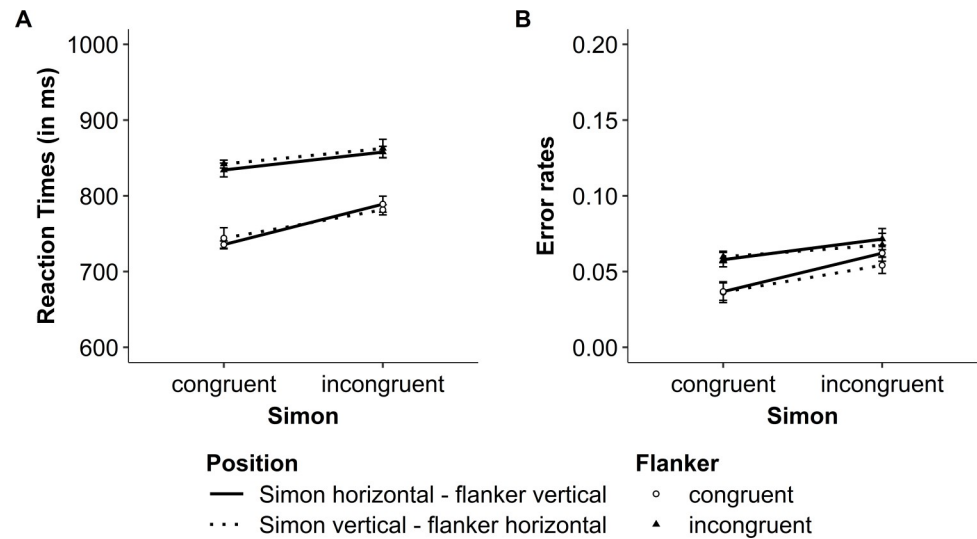 A
B
Reaction Times (in ms)
1000
900
800
700
600
congruent
incongruent
Simon
Error rates
0.20
0.15
0.10
0.05
0.00
congruent
incongruent
Simon
Position
Simon horizontal - flanker vertical
Simon vertical - flanker horizontal
Flanker
congruent
incongruent